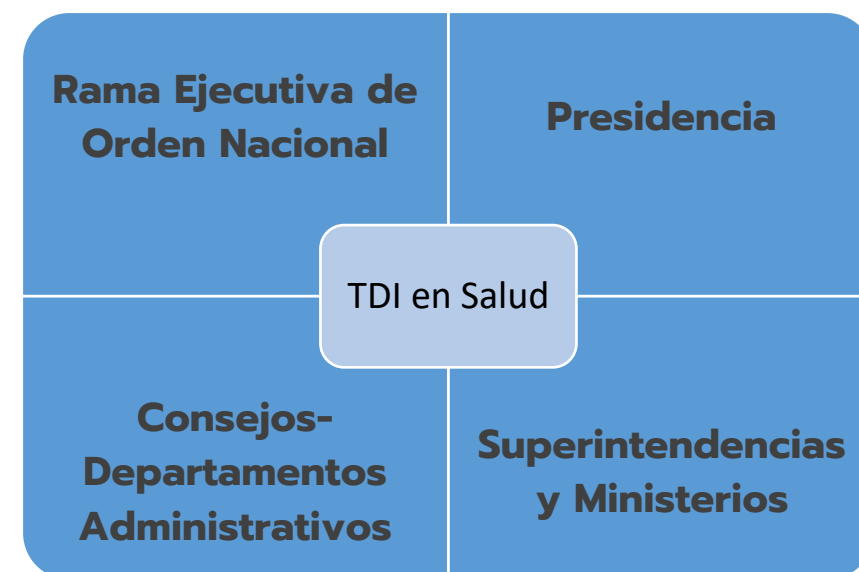 Rama Ejecutiva de
Orden Nacional
Presidencia
TDI en Salud
Consejos-
Departamentos
Administrativos
Superintendencias
y Ministerios